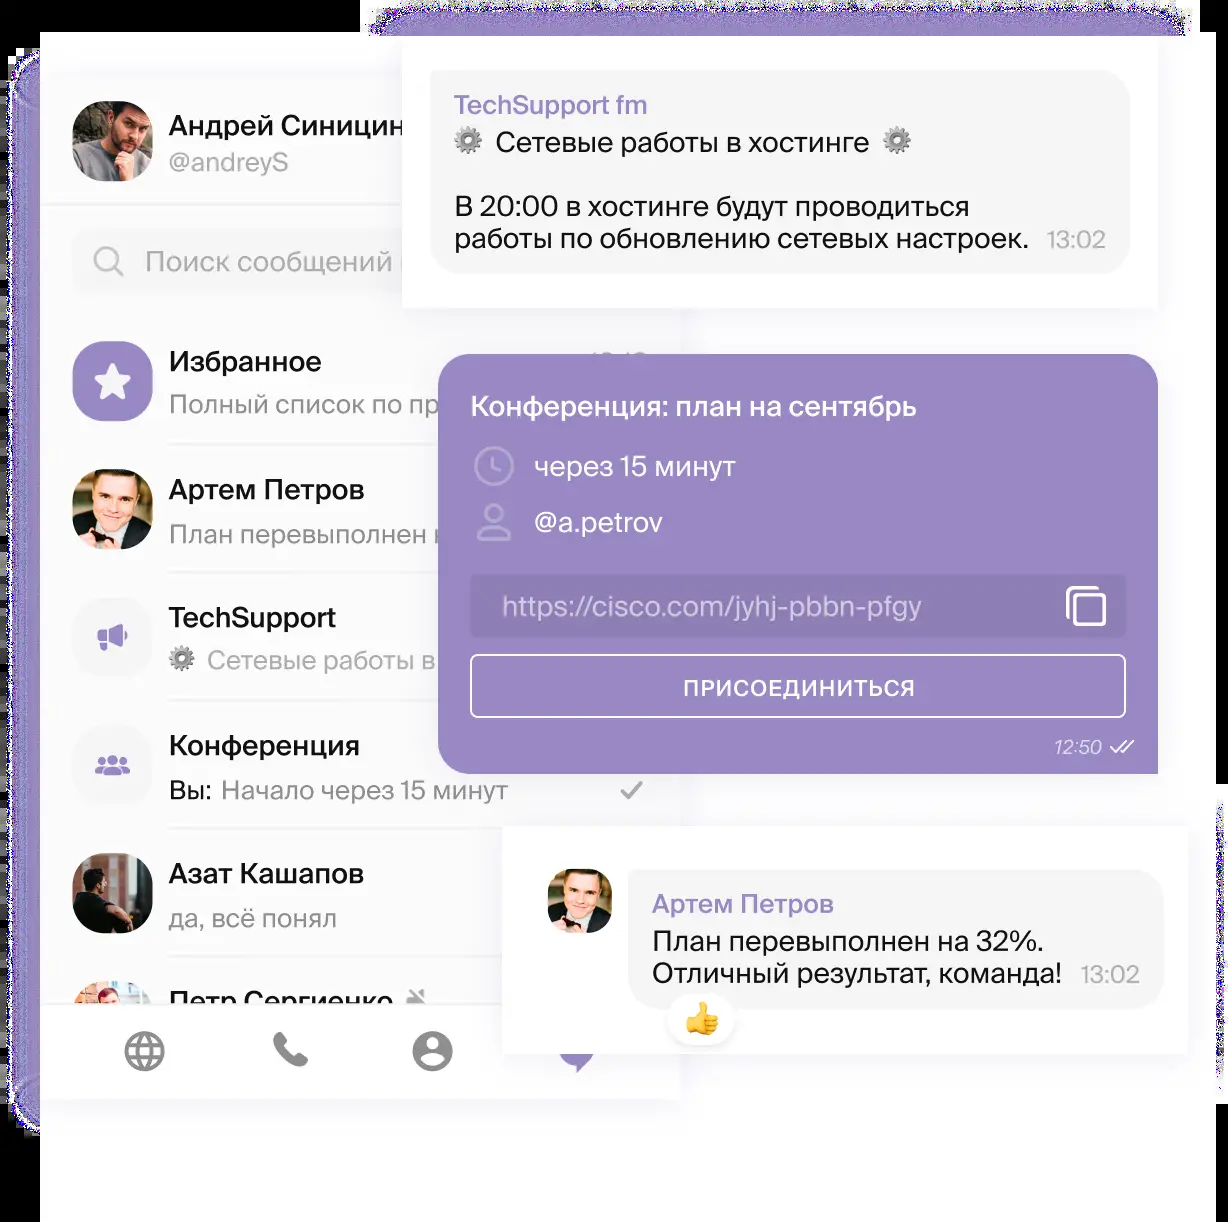 Андрей Синицин
@andreyS
Поиск сообщений
Избранное
Полный список по пр
Артем Петров
План перевыполнен
TechSupport
Сетевые работы в
Конференция
Вы: Начало через 15 минут
Азат Кашапов
да, всё понял
Петр Сергиенко
TechSupport fm
Сетевые работы в хостинге
В 20:00 в хостинге будут проводиться
работы по обновлению сетевых настроек. 13:02
Конференция: план на сентябрь
через 15 минут
@a.petrov
https://cisco.com/jyhj-pbbn-pfgy
ПРИСОЕДИНИТЬСЯ
12:50
Артем Петров
План перевыполнен на 32%.
Отличный результат, команда! 13:02